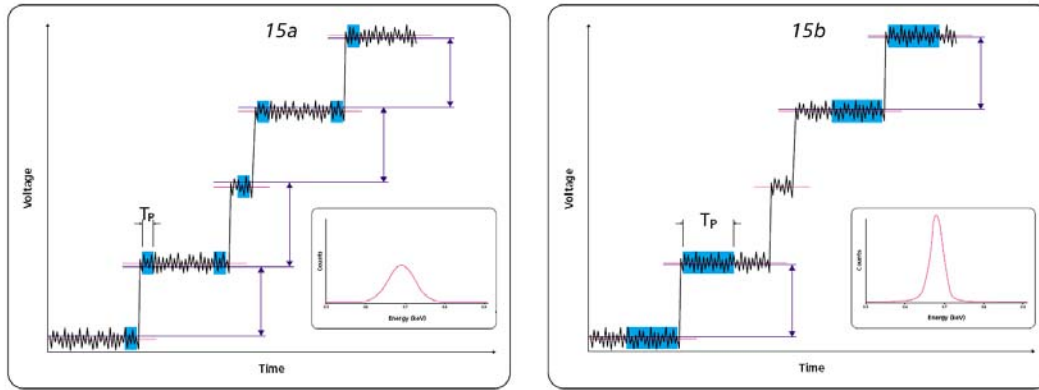 15a
Voltage
TP
Counts
Energy (keV)
Time
15b
Voltage
TP
Counts
Energy (keV)
Time